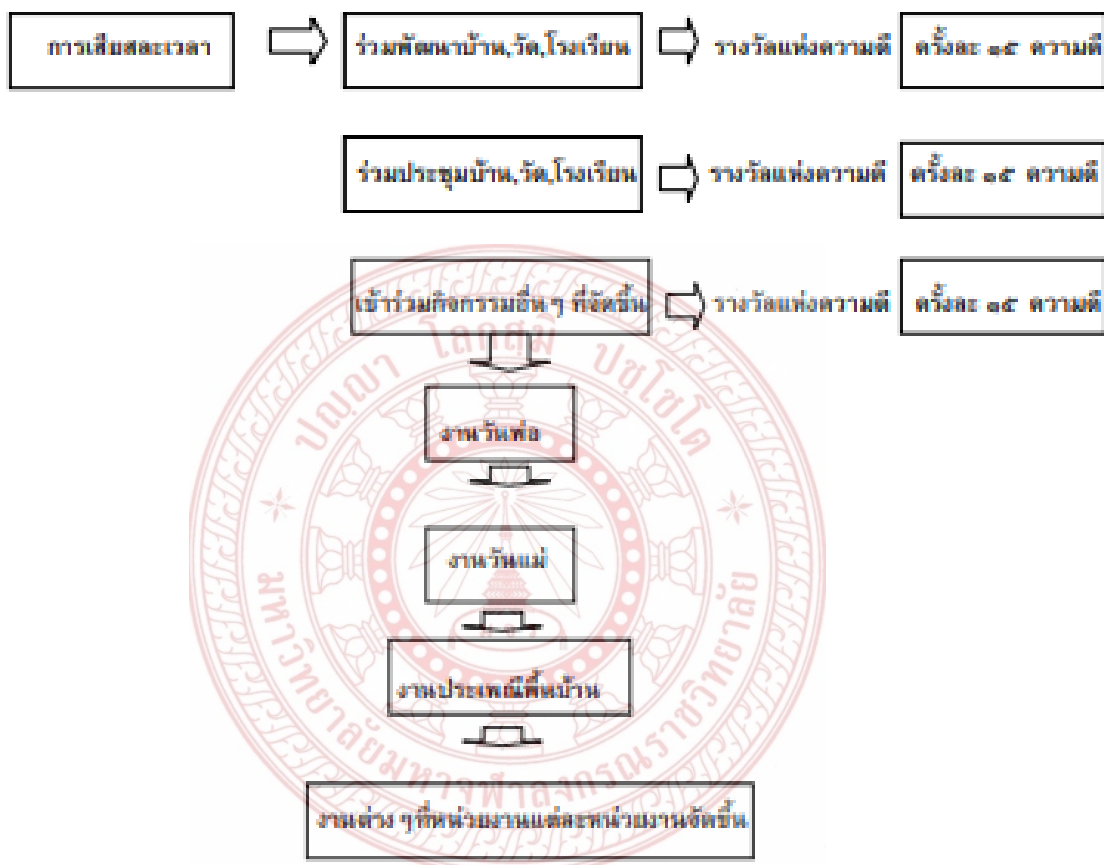 การเสียสละเวลา ร่วมพัฒนาบ้าน,วัด,โรงเรียน รางวัลแห่งความดี ครั้งละ ๑๕ ความดี
ร่วมประชุมบ้าน,วัด,โรงเรียน รางวัลแห่งความดี ครั้งละ ๑๕ ความดี
เข้าร่วมกิจกรรมอื่น ๆ ที่จัดขึ้น รางวัลแห่งความดี ครั้งละ ๑๕ ความดี
ปญฺญา โลกสฺมิ ปชฺโชโต
งานวันพ่อ
งานวันแม่
งานประเพณีพื้นบ้าน
มหาวิทยาลัยมหาจุฬาลงกรณราชวิทยาลัย
งานต่าง ๆที่หน่วยงานแต่ละหน่วยงานจัดขึ้น